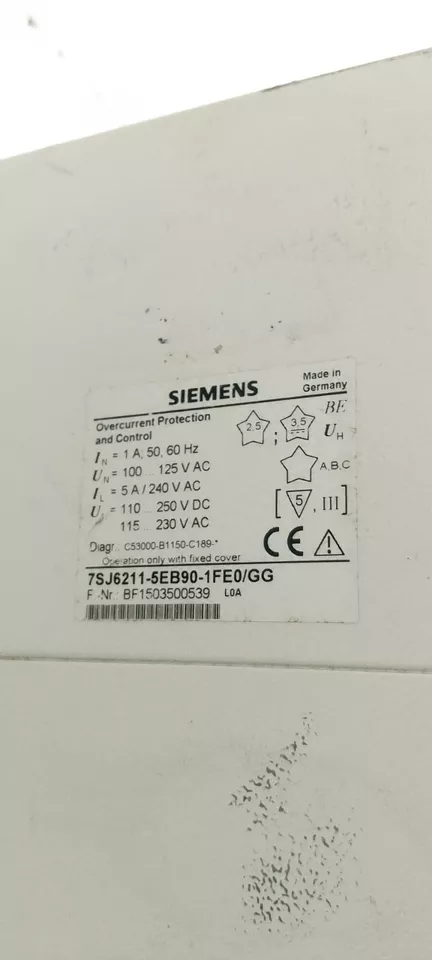 SIEMENS
Made in
Germany
Overcurrent Protection
and Control
IN = 1 A; 50, 60 Hz
UN = 100 ... 125 V AC
IL = 5 A / 240 V AC
110 ... 250 V DC
115 ... 230 V AC
2,5 ; 3,5 BE
UH
A,B,C
[5, III]
Diagr.: C53000-B1150-C189-*
Operation only with fixed cover
CE
7SJ6211-5EB90-1FE0/GG
F.-Nr.: BF1503500539 L0A